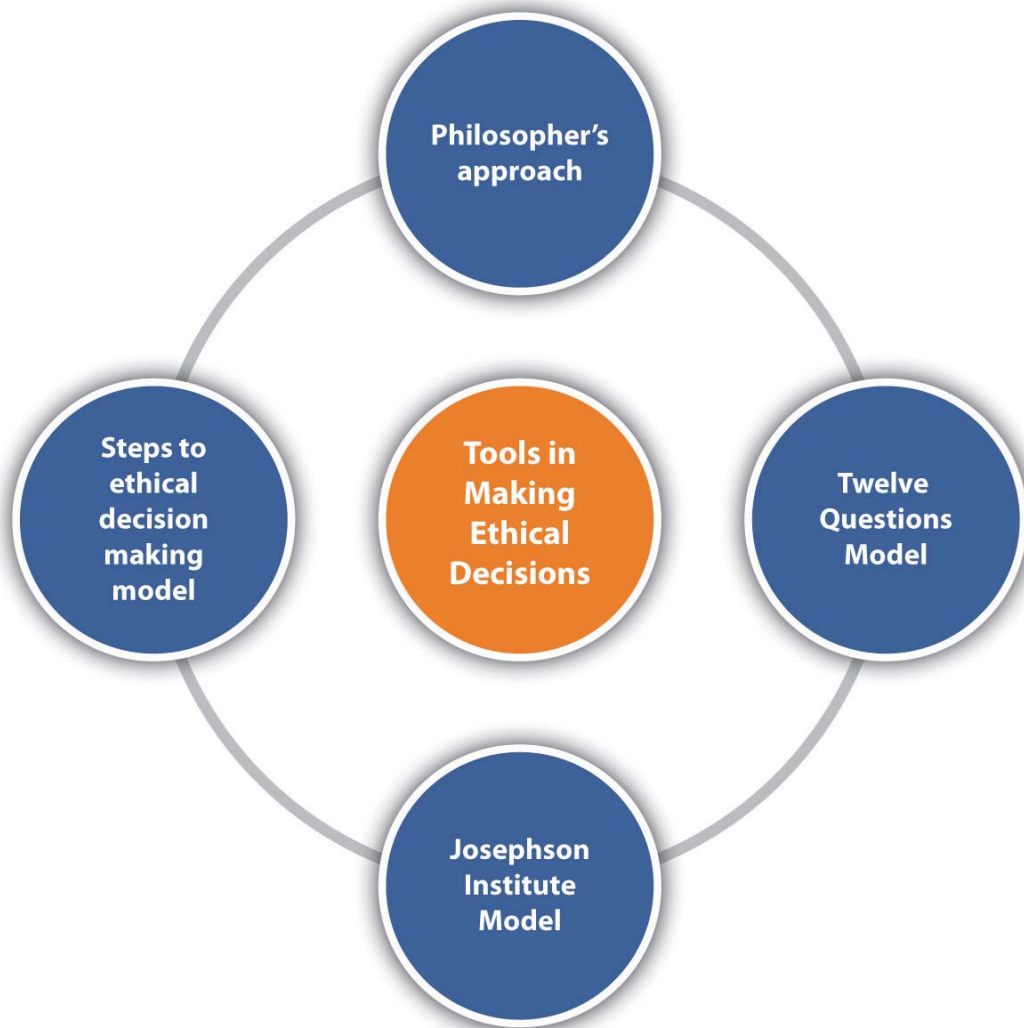 Philosopher’s
approach
Steps to
ethical
decision
making
model
Tools in
Making
Ethical
Decisions
Twelve
Questions
Model
Josephson
Institute
Model